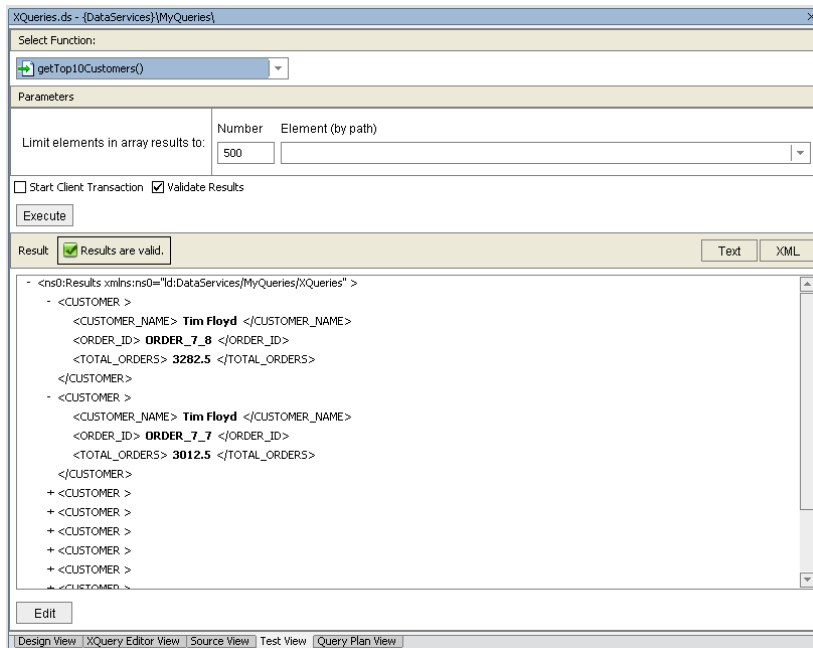 XQueries.ds - {DataServices}\MyQueries\
Select Function:
getTop10Customers()
Parameters
Number Element (by path)
Limit elements in array results to:
500
Start Client Transaction Validate Results
Execute
Result Results are valid. Text XML
- <ns0:Results xmlns:ns0="ld:DataServices/MyQueries/XQueries" >
- <CUSTOMER >
<CUSTOMER_NAME> Tim Floyd </CUSTOMER_NAME>
<ORDER_ID> ORDER_7_8 </ORDER_ID>
<TOTAL_ORDERS> 3282.5 </TOTAL_ORDERS>
</CUSTOMER>
- <CUSTOMER >
<CUSTOMER_NAME> Tim Floyd </CUSTOMER_NAME>
<ORDER_ID> ORDER_7_7 </ORDER_ID>
<TOTAL_ORDERS> 3012.5 </TOTAL_ORDERS>
</CUSTOMER>
+ <CUSTOMER >
+ <CUSTOMER >
+ <CUSTOMER >
+ <CUSTOMER >
+ <CUSTOMER >
+ <CUSTOMER >
Edit
Design View XQuery Editor View Source View Test View Query Plan View